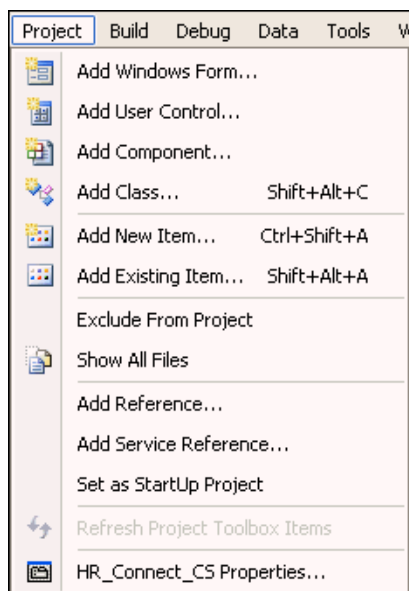 Project Build Debug Data Tools W
Add Windows Form...
Add User Control...
Add Component...
Add Class... Shift+Alt+C
Add New Item... Ctrl+Shift+A
Add Existing Item... Shift+Alt+A
Exclude From Project
Show All Files
Add Reference...
Add Service Reference...
Set as StartUp Project
Refresh Project Toolbox Items
HR_Connect_CS Properties...